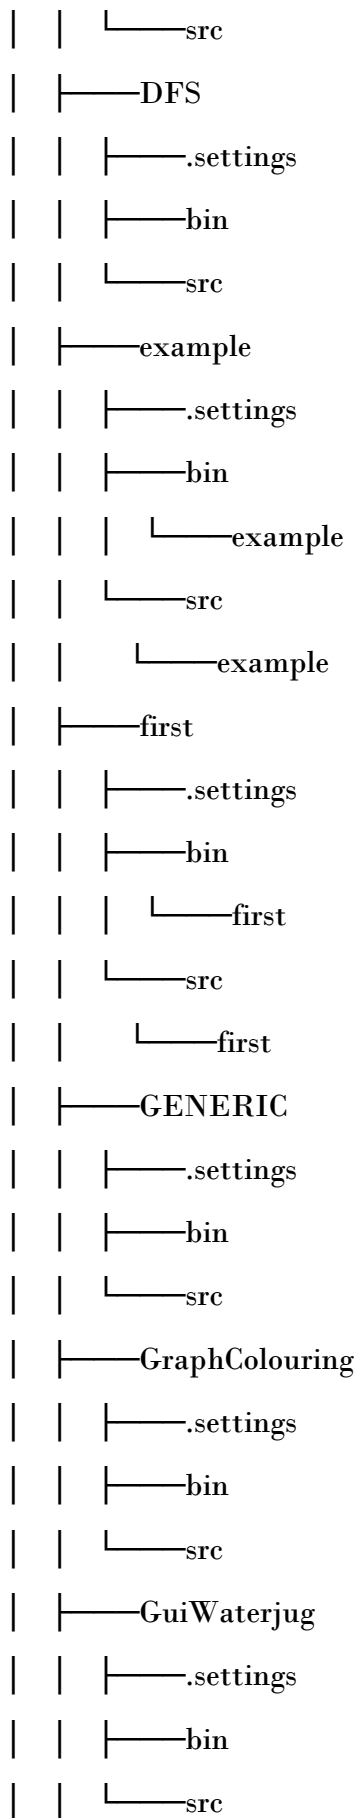 │ │ └───src
│ ├───DFS
│ │ ├───.settings
│ │ ├───bin
│ │ └───src
│ ├───example
│ │ ├───.settings
│ │ ├───bin
│ │ │ └───example
│ │ └───src
│ │ └───example
│ ├───first
│ │ ├───.settings
│ │ ├───bin
│ │ │ └───first
│ │ └───src
│ │ └───first
│ ├───GENERIC
│ │ ├───.settings
│ │ ├───bin
│ │ └───src
│ ├───GraphColouring
│ │ ├───.settings
│ │ ├───bin
│ │ └───src
│ ├───GuiWaterjug
│ │ ├───.settings
│ │ ├───bin
│ │ └───src